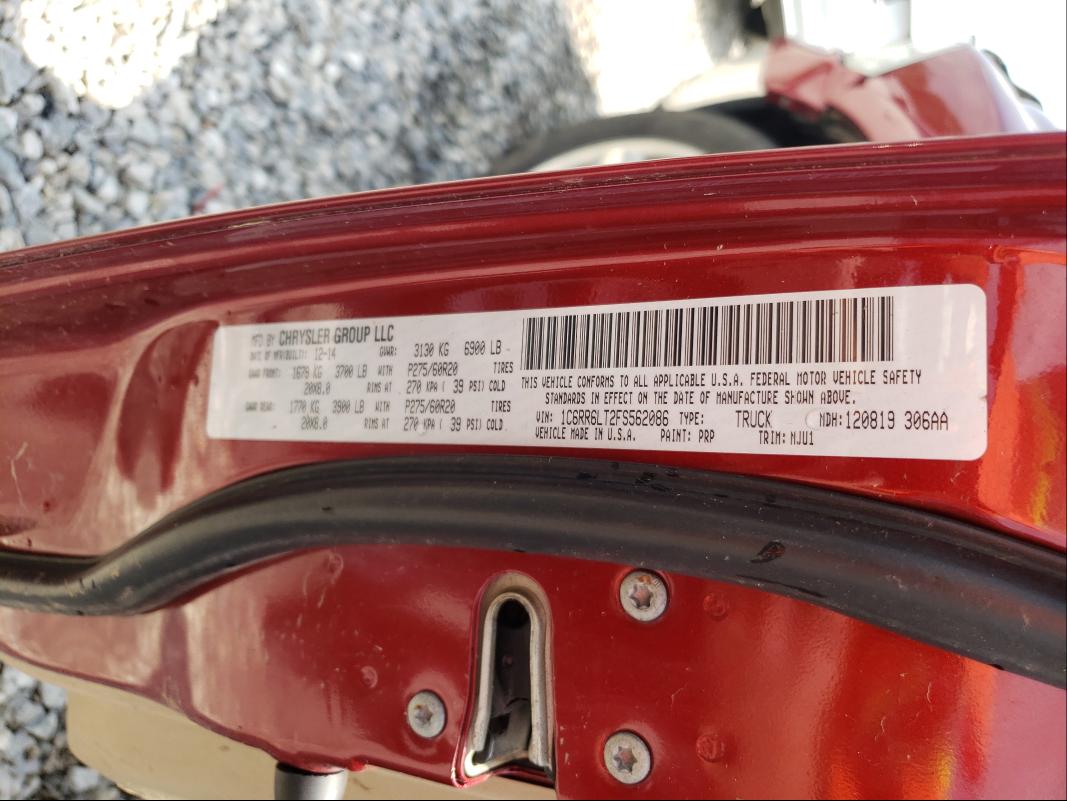 MFD BY CHRYSLER GROUP LLC
DATE OF MFR/BUILT: 12-14 GVWR: 3130 KG 6900 LB
GAWR FRONT: 1679 KG 3700 LB WITH P275/60R20 TIRES
20X8.0 RIMS AT 270 KPA ( 39 PSI) COLD
GAWR REAR: 1770 KG 3900 LB WITH P275/60R20 TIRES
20X8.0 RIMS AT 270 KPA ( 39 PSI) COLD
THIS VEHICLE CONFORMS TO ALL APPLICABLE U.S.A. FEDERAL MOTOR VEHICLE SAFETY
STANDARDS IN EFFECT ON THE DATE OF MANUFACTURE SHOWN ABOVE.
VIN: 1C6RR6LT2FS562086 TYPE: TRUCK MDH:120819 306AA
VEHICLE MADE IN U.S.A. PAINT: PRP TRIM: MJU1